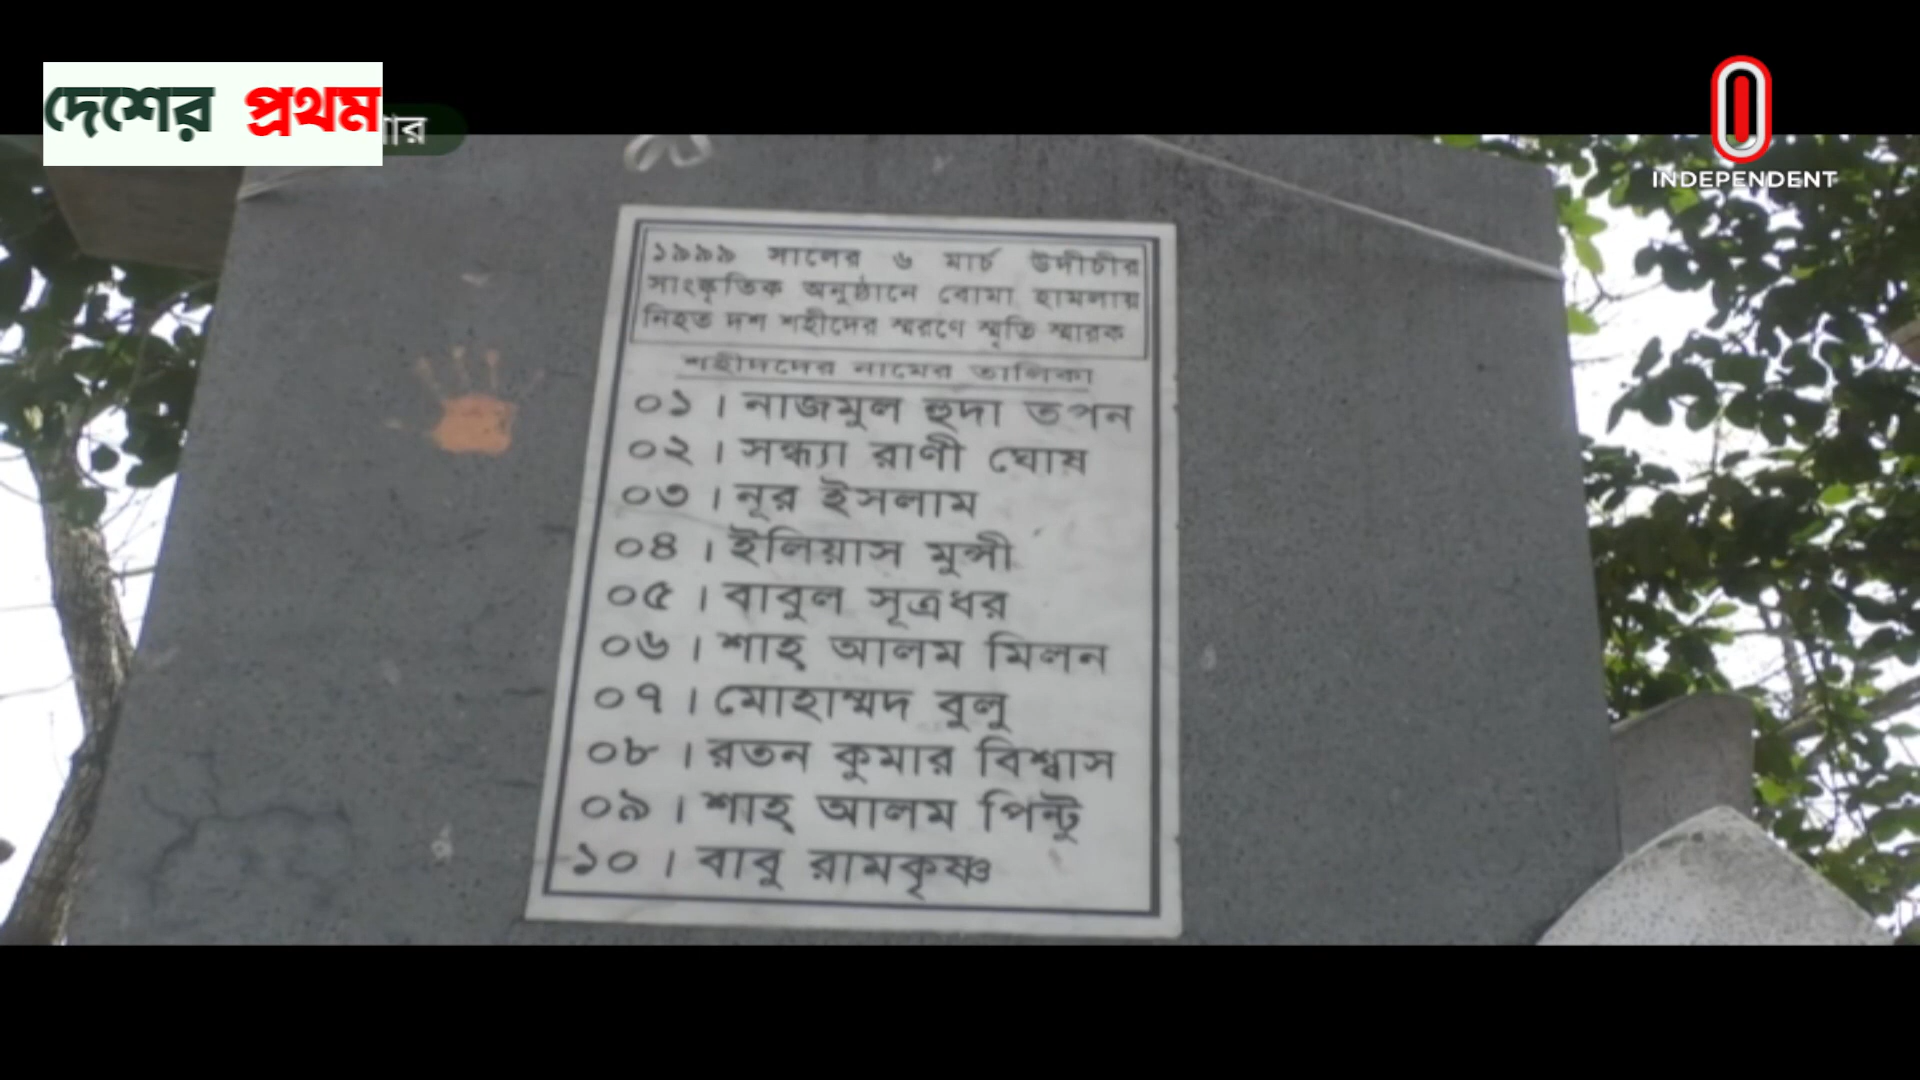 দেশের প্রথম
INDEPENDENT
১৯৯৯ সালের ৬ মার্চ উদীচীর
সাংস্কৃতিক অনুষ্ঠানে বোমা হামলায়
নিহত দশ শহীদের স্মরণে স্মৃতি স্মারক
শহীদদের নামের তালিকা
০১। নাজমুল হুদা তপন
০২। সন্ধ্যা রাণী ঘোষ
০৩। নূর ইসলাম
০৪। ইলিয়াস মুন্সী
০৫। বাবুল সূত্রধর
০৬। শাহ্ আলম মিলন
০৭। মোহাম্মদ বুলু
০৮। রতন কুমার বিশ্বাস
০৯। শাহ্ আলম পিন্টু
১০। বাবু রামকৃষ্ণ